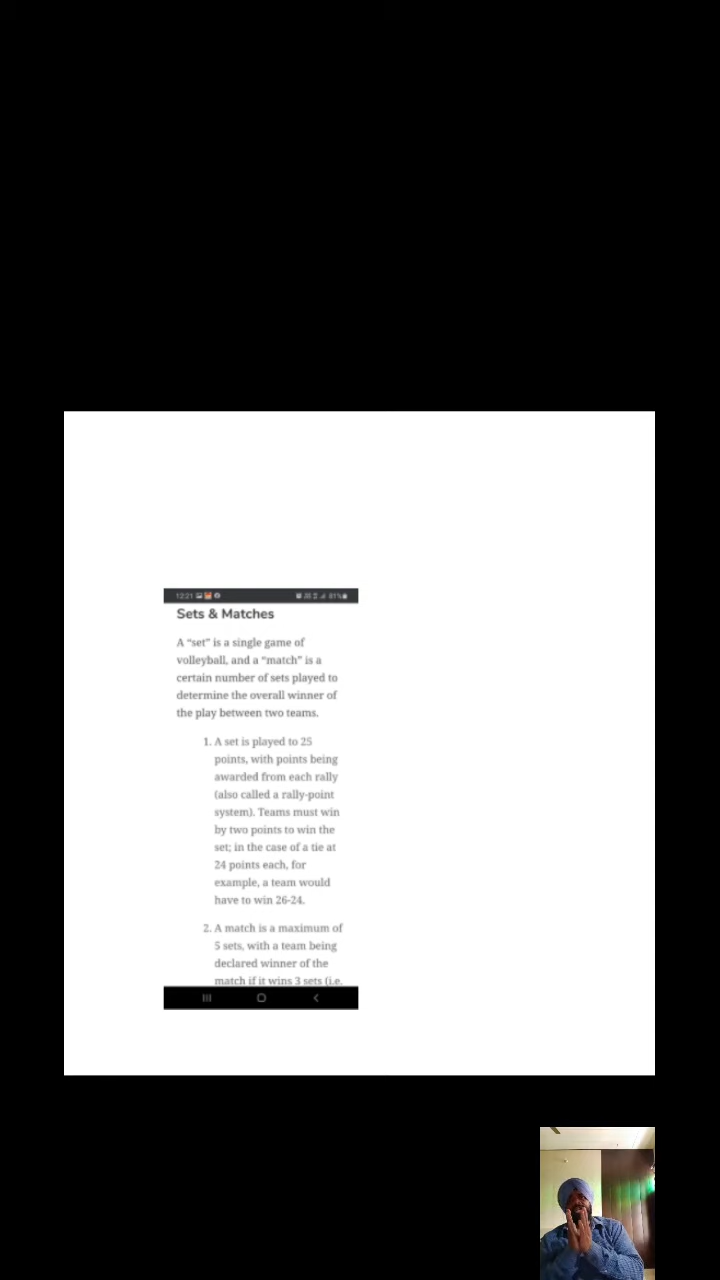 12:21
81%
Sets & Matches
A “set” is a single game of
volleyball, and a “match” is a
certain number of sets played to
determine the overall winner of
the play between two teams.
1. A set is played to 25
points, with points being
awarded from each rally
(also called a rally-point
system). Teams must win
by two points to win the
set; in the case of a tie at
24 points each, for
example, a team would
have to win 26-24.
2. A match is a maximum of
5 sets, with a team being
declared winner of the
match if it wins 3 sets (i.e.